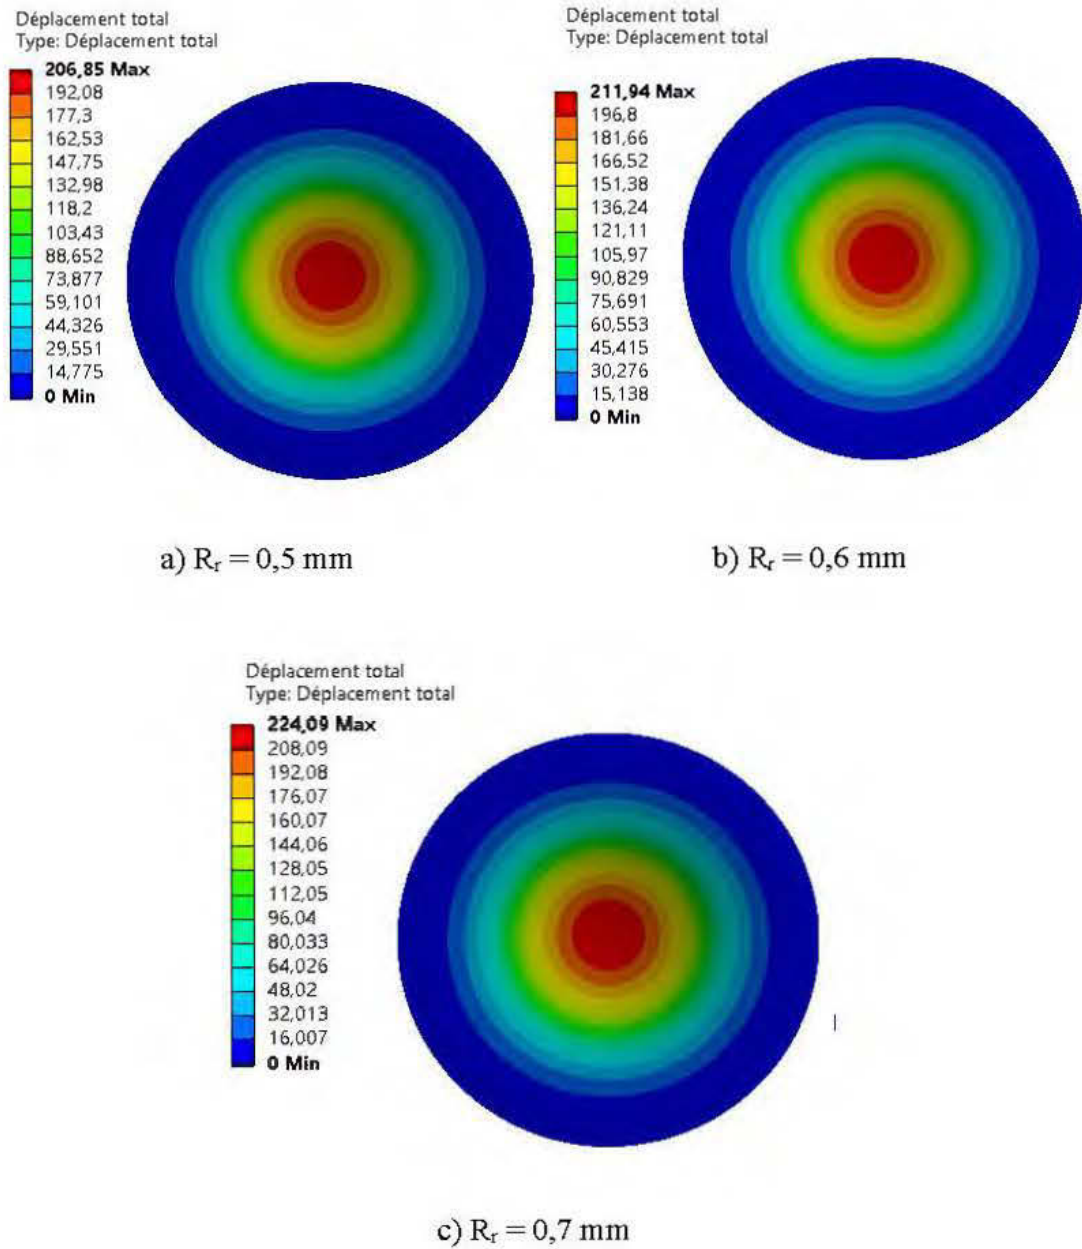 Déplacement total
Type: Déplacement total
206,85 Max
192,08
177,3
162,53
147,75
132,98
118,2
103,43
88,652
73,877
59,101
44,326
29,551
14,775
0 Min
a) Rᵣ = 0,5 mm
Déplacement total
Type: Déplacement total
211,94 Max
196,8
181,66
166,52
151,38
136,24
121,11
105,97
90,829
75,691
60,553
45,415
30,276
15,138
0 Min
b) Rᵣ = 0,6 mm
Déplacement total
Type: Déplacement total
224,09 Max
208,09
192,08
176,07
160,07
144,06
128,05
112,05
96,04
80,033
64,026
48,02
32,013
16,007
0 Min
c) Rᵣ = 0,7 mm